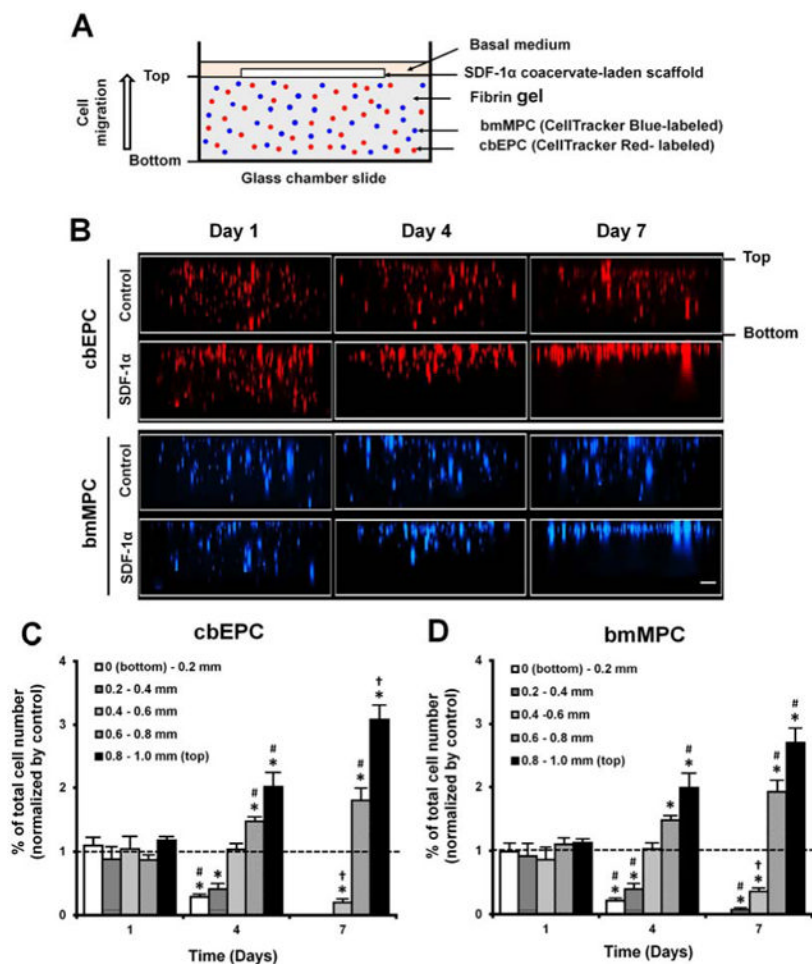 A
Basal medium
SDF-1α coacervate-laden scaffold
Fibrin gel
bmMPC (CellTracker Blue-labeled)
cbEPC (CellTracker Red- labeled)
Top
Cell
migration
Bottom
Glass chamber slide
B
Day 1 Day 4 Day 7
Top
Bottom
cbEPC
Control
SDF-1α
bmMPC
Control
SDF-1α
C
cbEPC
% of total cell number
(normalized by control)
4
3
2
1
0
0 (bottom) - 0.2 mm
0.2 - 0.4 mm
0.4 - 0.6 mm
0.6 - 0.8 mm
0.8 - 1.0 mm (top)
# * * # * # * † * # * † *
1 4 7
Time (Days)
D
bmMPC
% of total cell number
(normalized by control)
4
3
2
1
0
0 (bottom) - 0.2 mm
0.2 - 0.4 mm
0.4 -0.6 mm
0.6 - 0.8 mm
0.8 - 1.0 mm (top)
# * # * * # * # * † * # * # *
1 4 7
Time (Days)